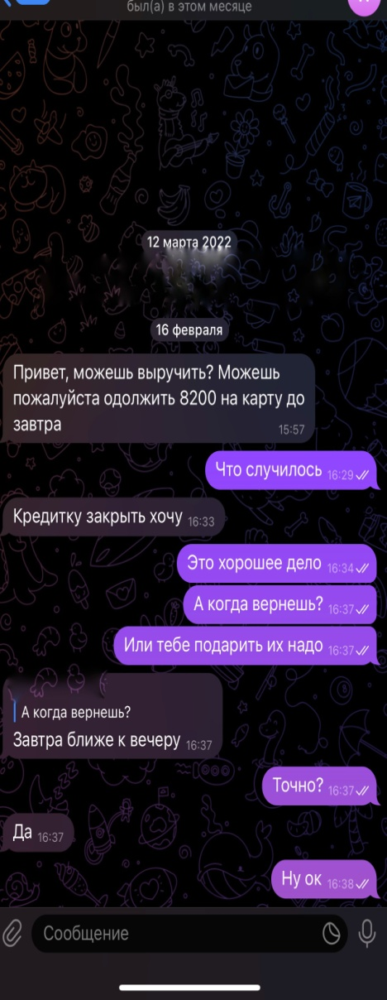 был(а) в этом месяце
12 марта 2022
16 февраля
Привет, можешь выручить? Можешь
пожалуйста одолжить 8200 на карту до
завтра
15:57
Что случилось 16:29
Кредитку закрыть хочу 16:33
Это хорошее дело 16:34
А когда вернешь? 16:37
Или тебе подарить их надо 16:37
А когда вернешь?
Завтра ближе к вечеру 16:37
Точно? 16:37
Да 16:37
Ну ок 16:38
Сообщение